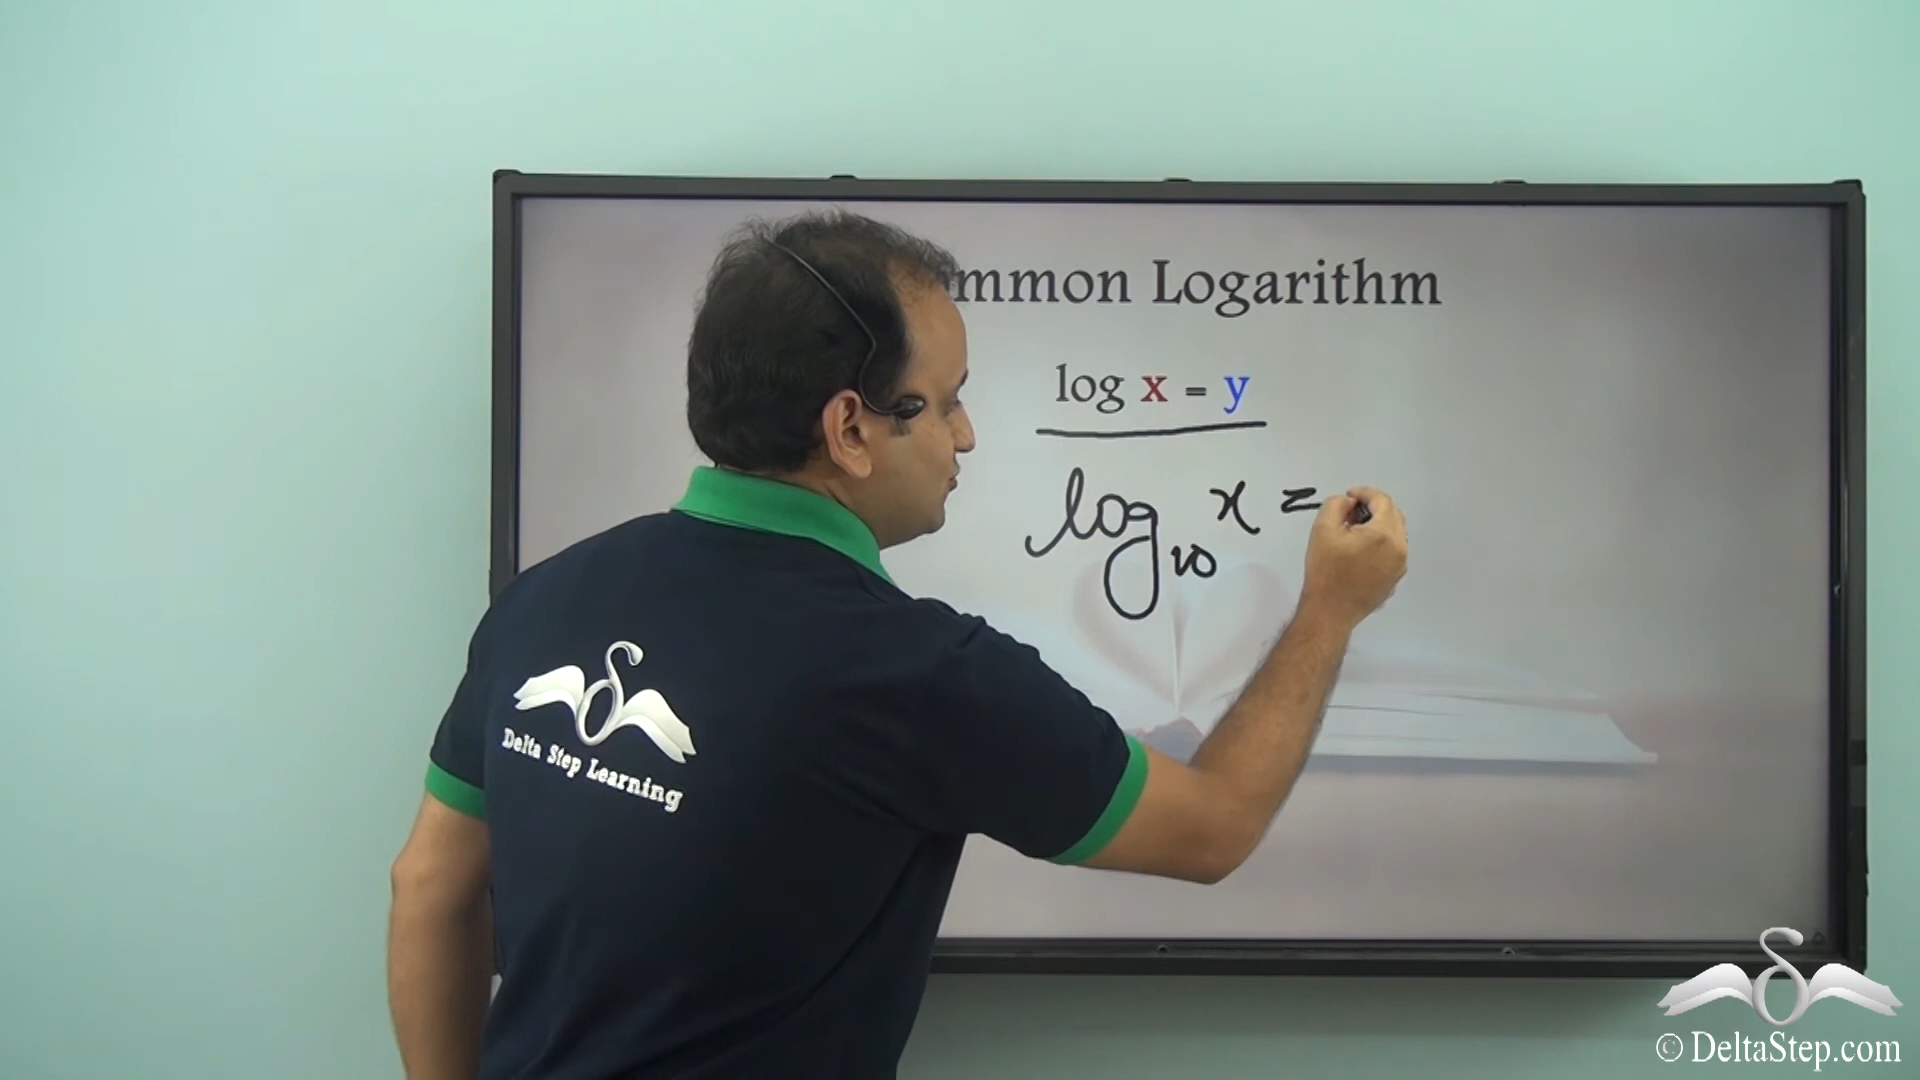 mmon Logarithm
log x = y
log10 x =
Delta Step Learning
© DeltaStep.com